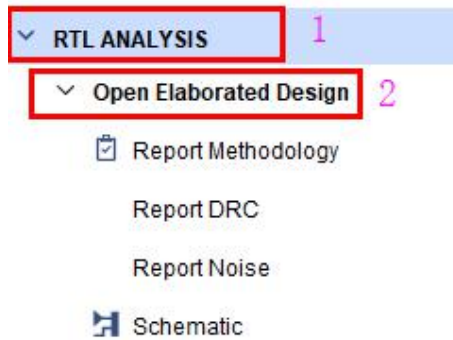 RTL ANALYSIS 1
Open Elaborated Design 2
Report Methodology
Report DRC
Report Noise
Schematic